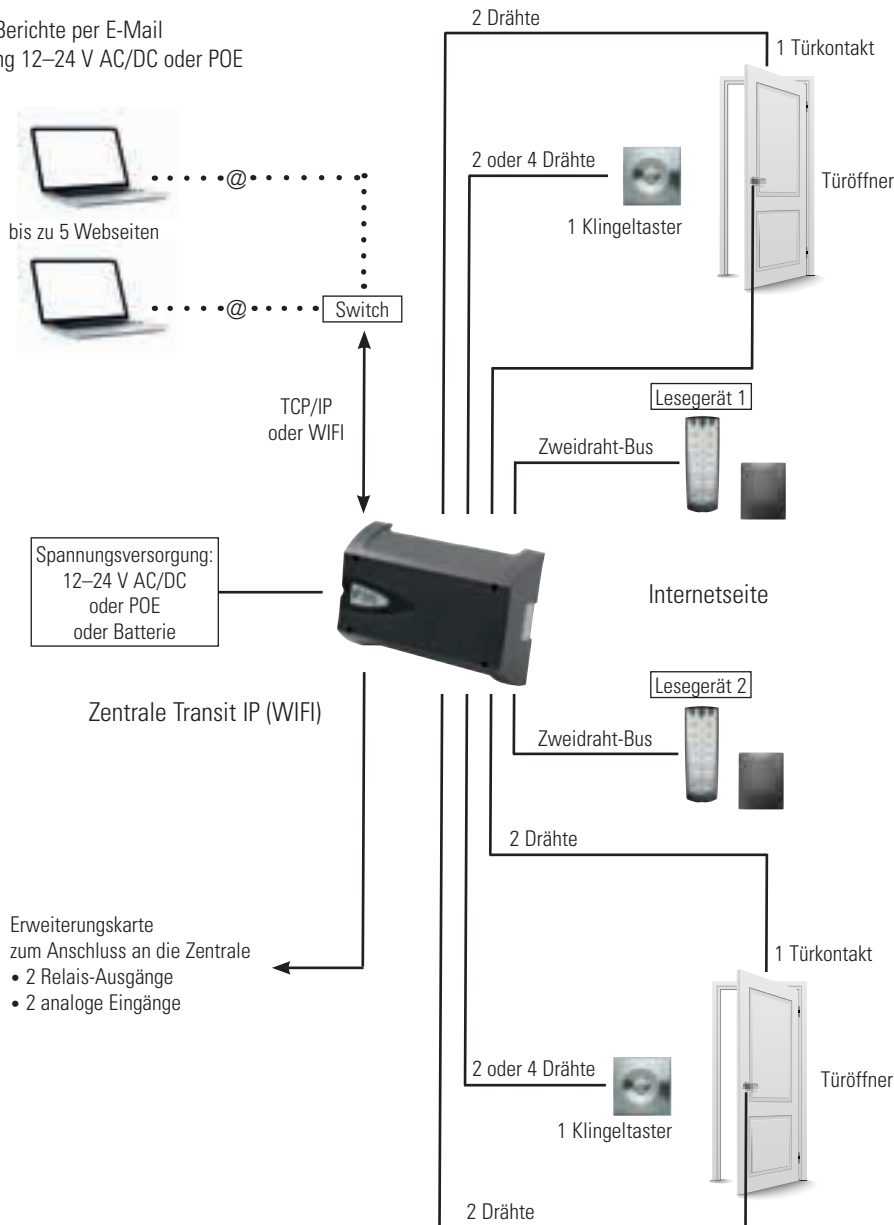 Berichte per E-Mail
ng 12–24 V AC/DC oder POE
2 Drähte
1 Türkontakt
2 oder 4 Drähte
Türöffner
1 Klingeltaster
@
bis zu 5 Webseiten
@
Switch
TCP/IP
oder WIFI
Lesegerät 1
Zweidraht-Bus
Spannungsversorgung:
12–24 V AC/DC
oder POE
oder Batterie
Internetseite
Zentrale Transit IP (WIFI)
Lesegerät 2
Zweidraht-Bus
2 Drähte
Erweiterungskarte
zum Anschluss an die Zentrale
• 2 Relais-Ausgänge
• 2 analoge Eingänge
1 Türkontakt
2 oder 4 Drähte
Türöffner
1 Klingeltaster
2 Drähte